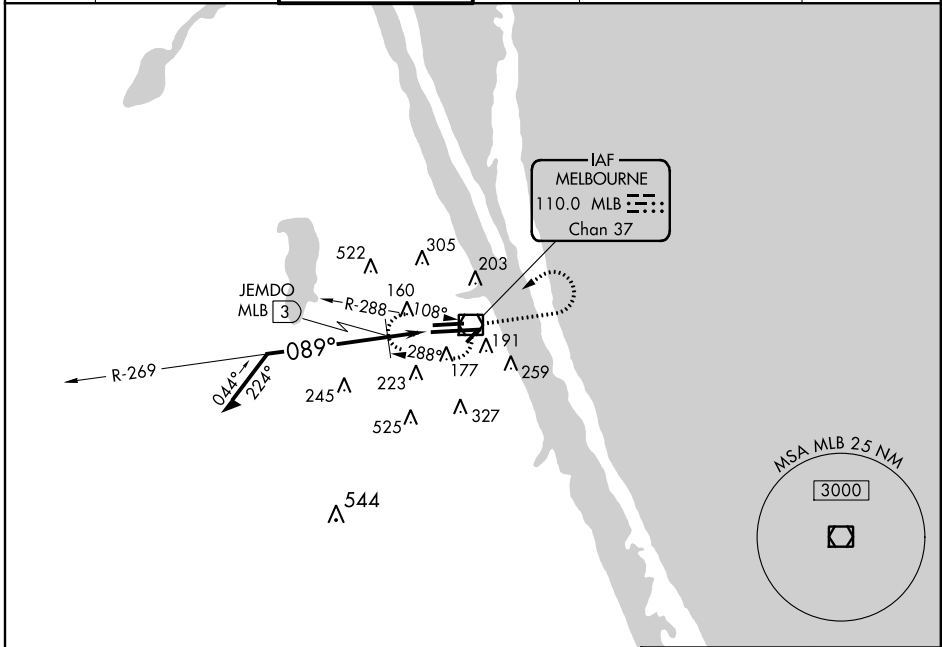 IAF
MELBOURNE
110.0 MLB
Chan 37
522
305
203
JEMDO
MLB 3
160
R-288
108°
089°
R-269
288°
191
177
044°
224°
245
223
259
525
327
544
MSA MLB 25 NM
3000